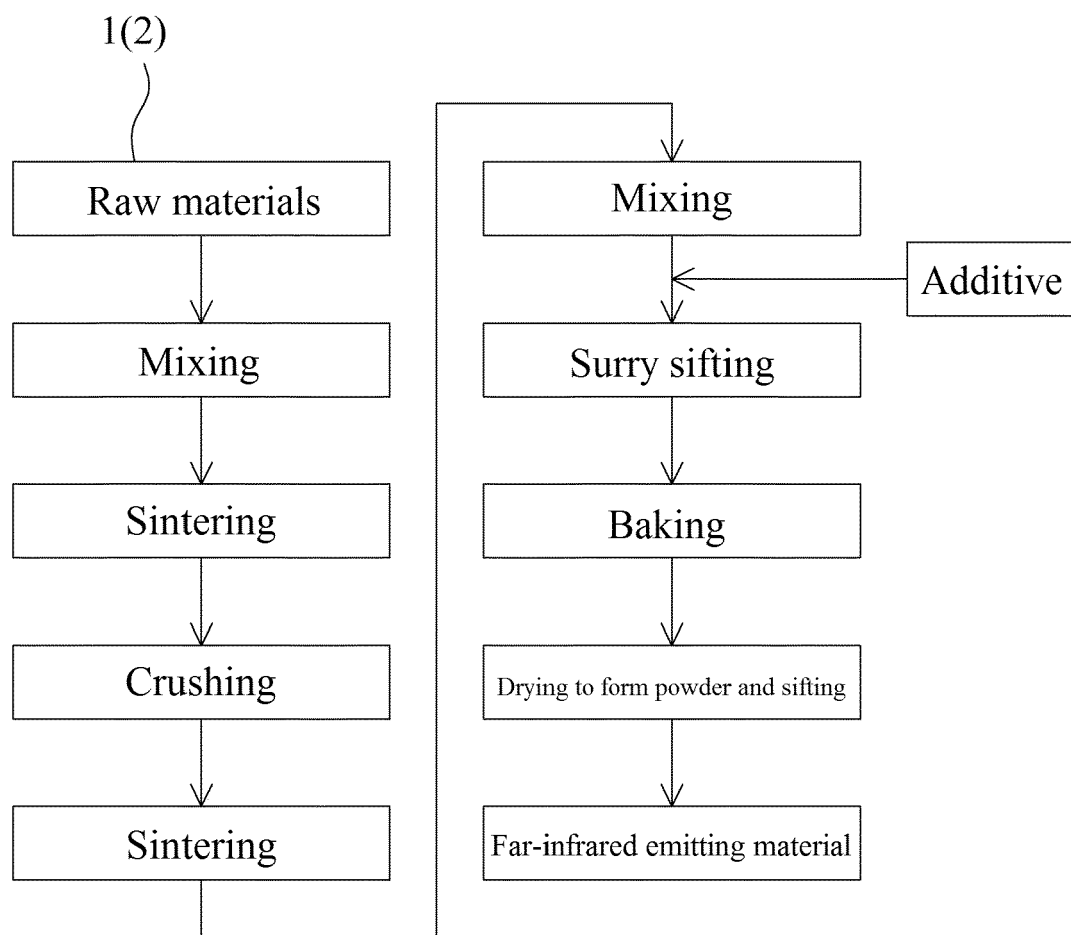 1(2)
Raw materials
Mixing
Sintering
Crushing
Sintering
Mixing
Additive
Surry sifting
Baking
Drying to form powder and sifting
Far-infrared emitting material